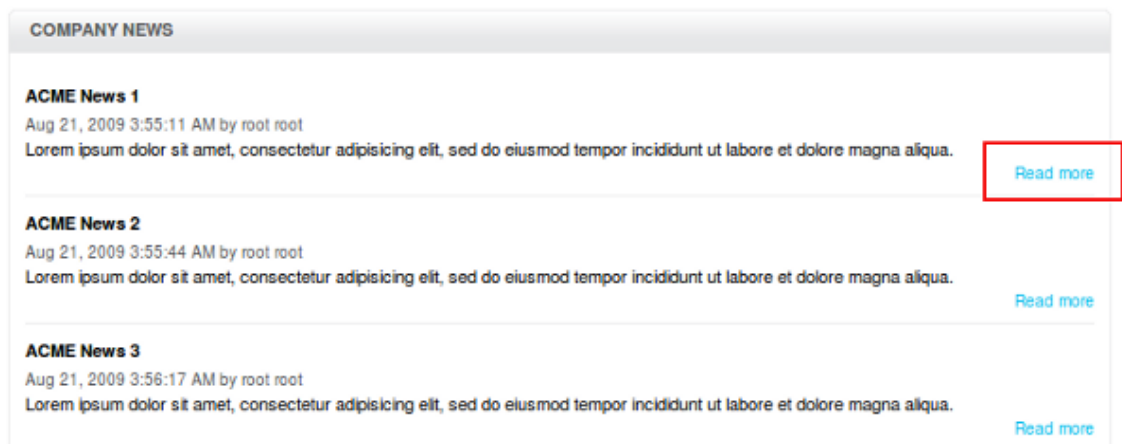 COMPANY NEWS
ACME News 1
Aug 21, 2009 3:55:11 AM by root root
Lorem ipsum dolor sit amet, consectetur adipisicing elit, sed do eiusmod tempor incididunt ut labore et dolore magna aliqua.
Read more
ACME News 2
Aug 21, 2009 3:55:44 AM by root root
Lorem ipsum dolor sit amet, consectetur adipisicing elit, sed do eiusmod tempor incididunt ut labore et dolore magna aliqua.
Read more
ACME News 3
Aug 21, 2009 3:56:17 AM by root root
Lorem ipsum dolor sit amet, consectetur adipisicing elit, sed do eiusmod tempor incididunt ut labore et dolore magna aliqua.
Read more